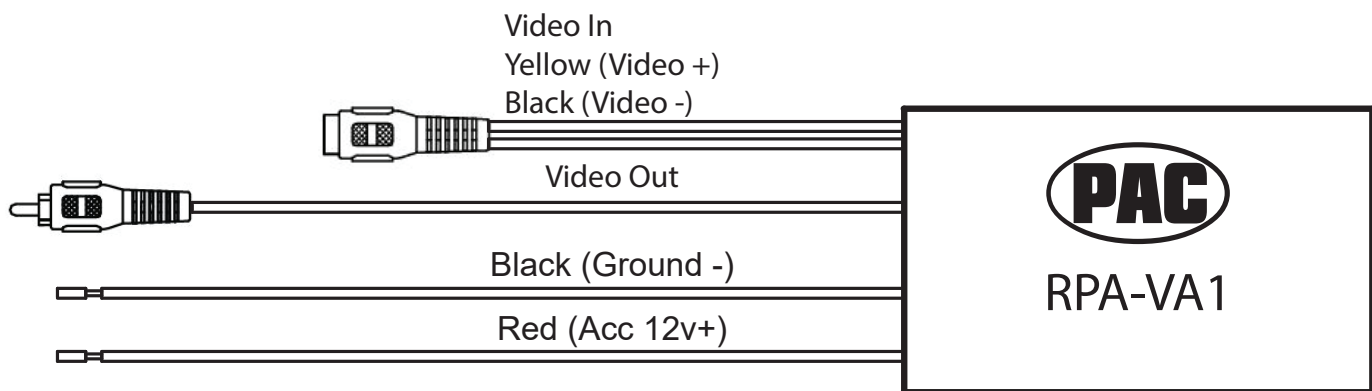 Video In
Yellow (Video +)
Black (Video -)
Video Out
Black (Ground -)
Red (Acc 12v+)
PAC
RPA-VA1